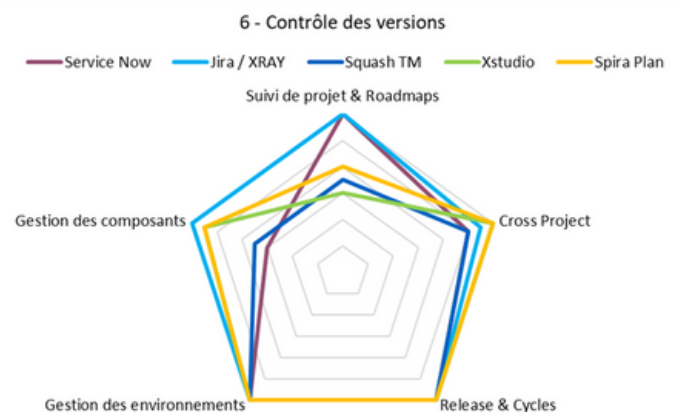 6 - Contrôle des versions
Service Now Jira / XRAY Squash TM Xstudio Spira Plan
Suivi de projet & Roadmaps
Gestion des composants Cross Project
Gestion des environnements Release & Cycles